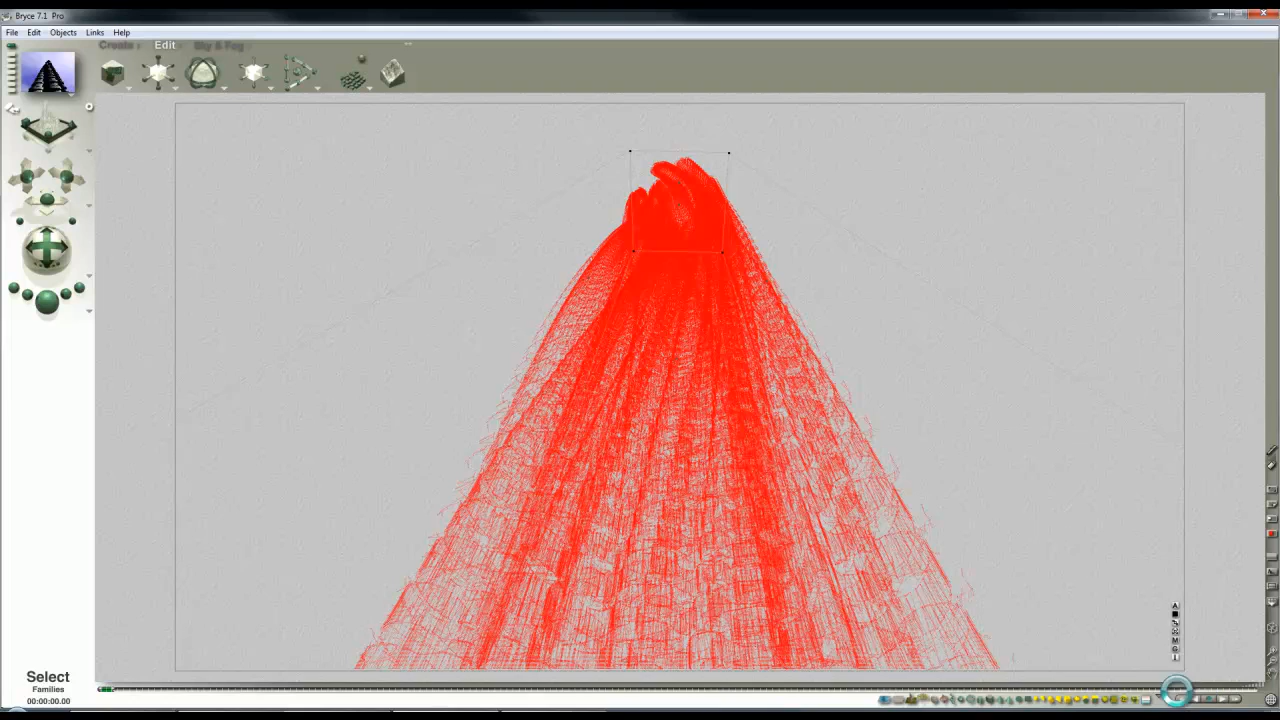 Bryce 7.1 Pro
File Edit Objects Links Help
Create Edit Sky & Fog
A
M
Select
Families
00:00:00.00